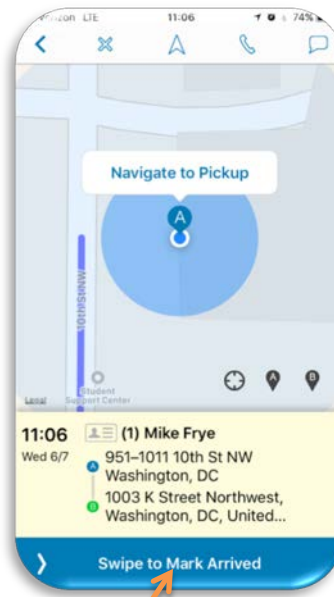 Verizon LTE 11:06 74%
Navigate to Pickup
A
10th St NW
Student
Support Center
Legal
A B
11:06 (1) Mike Frye
Wed 6/7
A 951–1011 10th St NW
Washington, DC
B 1003 K Street Northwest,
Washington, DC, United...
Swipe to Mark Arrived